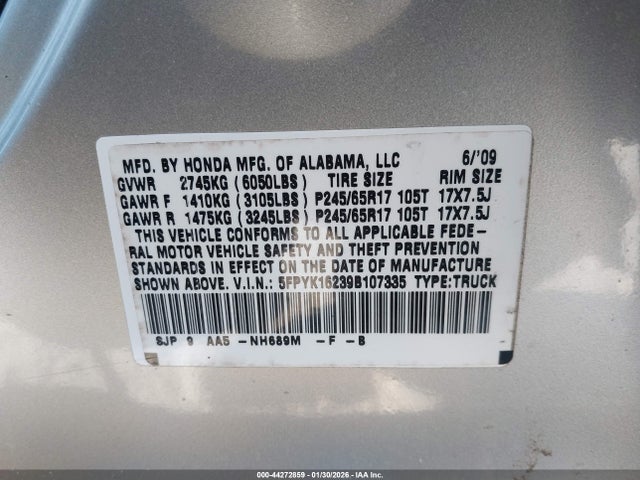 MFD. BY HONDA MFG. OF ALABAMA, LLC 6/'09
GVWR 2745KG (6050LBS) TIRE SIZE RIM SIZE
GAWR F 1410KG (3105LBS) P245/65R17 105T 17X7.5J
GAWR R 1475KG (3245LBS) P245/65R17 105T 17X7.5J
THIS VEHICLE CONFORMS TO ALL APPLICABLE FEDE-
RAL MOTOR VEHICLE SAFETY AND THEFT PREVENTION
STANDARDS IN EFFECT ON THE DATE OF MANUFACTURE
SHOWN ABOVE. V.I.N.: 5FPYK16239B107335 TYPE:TRUCK
SJP 9 AA5 -NH689M -F -B
000-44272859 | 01/30/2026 - Copart